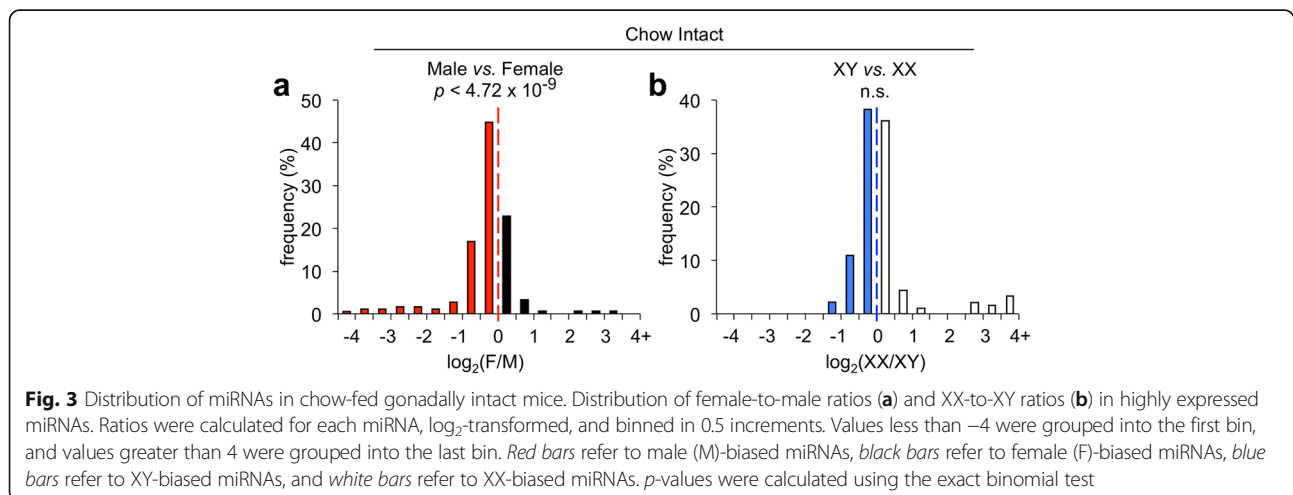 Chow Intact
a
Male vs. Female
p < 4.72 x 10-9
50
40
30
20
10
0
frequency (%)
-4 -3 -2 -1 0 1 2 3 4+
log2(F/M)
b
XY vs. XX
n.s.
40
30
20
10
0
frequency (%)
-4 -3 -2 -1 0 1 2 3 4+
log2(XX/XY)
Fig. 3 Distribution of miRNAs in chow-fed gonadally intact mice. Distribution of female-to-male ratios (a) and XX-to-XY ratios (b) in highly expressed
miRNAs. Ratios were calculated for each miRNA, log2-transformed, and binned in 0.5 increments. Values less than −4 were grouped into the first bin,
and values greater than 4 were grouped into the last bin. Red bars refer to male (M)-biased miRNAs, black bars refer to female (F)-biased miRNAs, blue
bars refer to XY-biased miRNAs, and white bars refer to XX-biased miRNAs. p-values were calculated using the exact binomial test